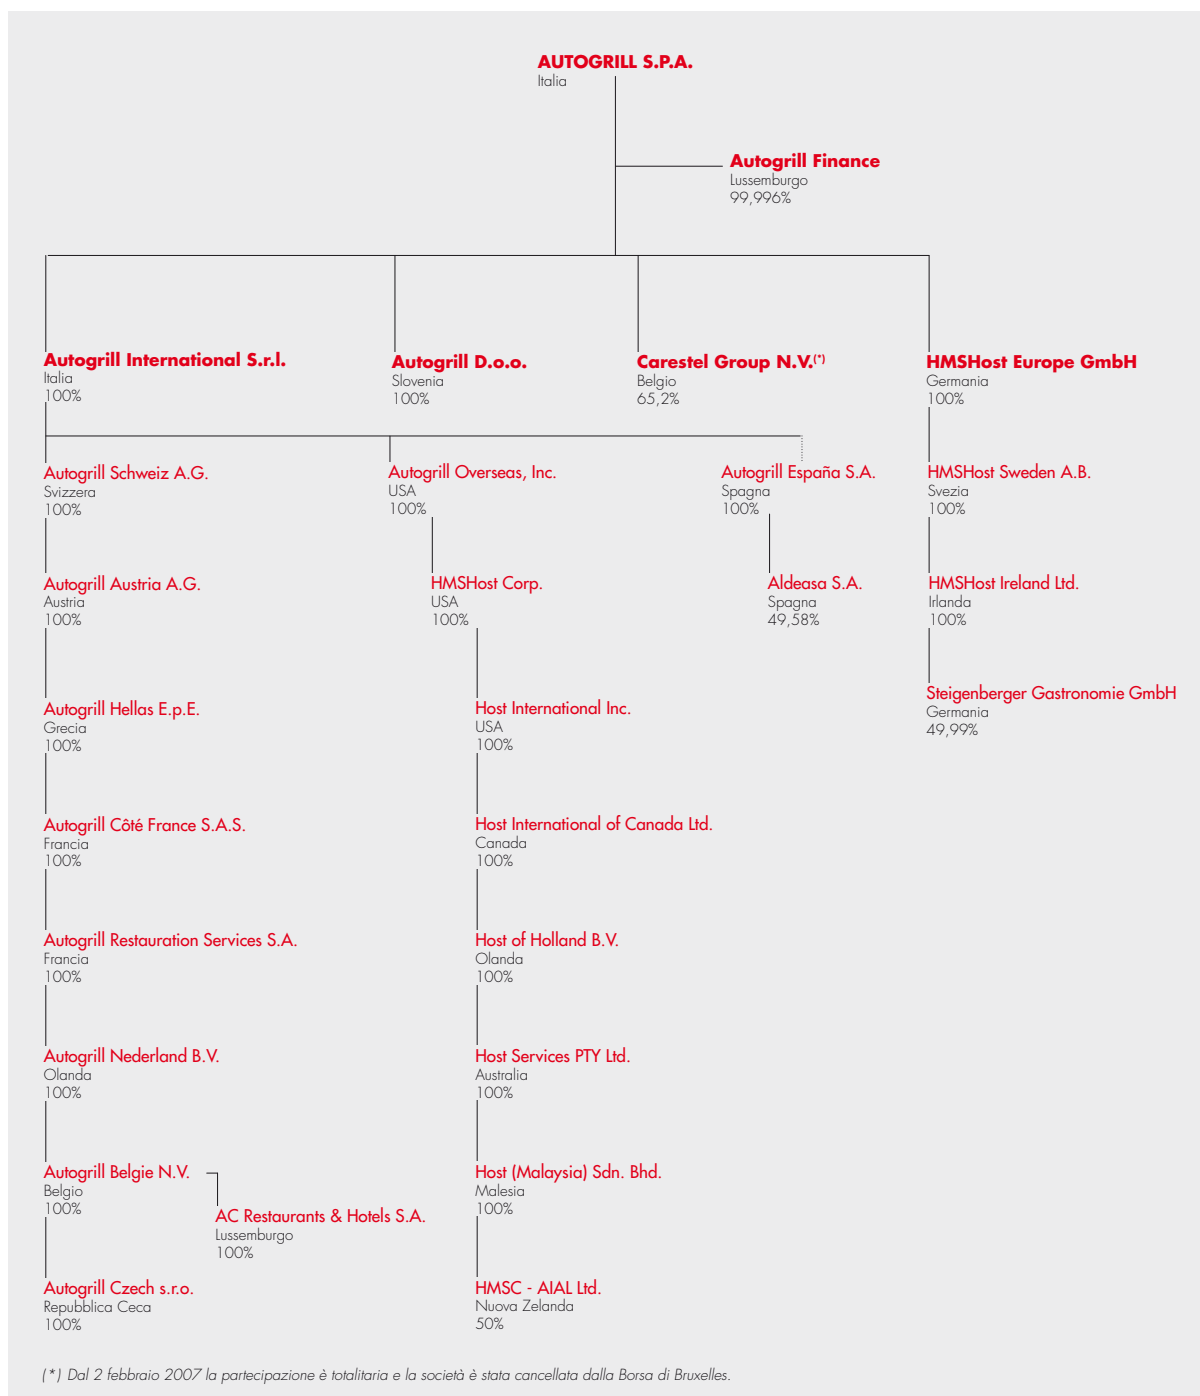 AUTOGRILL S.P.A.
Italia
Autogrill Finance
Lussemburgo
99,996%
Autogrill International S.r.l.
Italia
100%
Autogrill D.o.o.
Slovenia
100%
Carestel Group N.V.(*)
Belgio
65,2%
HMSHost Europe GmbH
Germania
100%
Autogrill Schweiz A.G.
Svizzera
100%
Autogrill Overseas, Inc.
USA
100%
Autogrill España S.A.
Spagna
100%
HMSHost Sweden A.B.
Svezia
100%
Autogrill Austria A.G.
Austria
100%
HMSHost Corp.
USA
100%
Aldeasa S.A.
Spagna
49,58%
HMSHost Ireland Ltd.
Irlanda
100%
Autogrill Hellas E.p.E.
Grecia
100%
Host International Inc.
USA
100%
Steigenberger Gastronomie GmbH
Germania
49,99%
Autogrill Côté France S.A.S.
Francia
100%
Host International of Canada Ltd.
Canada
100%
Autogrill Restauration Services S.A.
Francia
100%
Host of Holland B.V.
Olanda
100%
Autogrill Nederland B.V.
Olanda
100%
Host Services PTY Ltd.
Australia
100%
Autogrill Belgie N.V.
Belgio
100%
AC Restaurants & Hotels S.A.
Lussemburgo
100%
Host (Malaysia) Sdn. Bhd.
Malesia
100%
Autogrill Czech s.r.o.
Repubblica Ceca
100%
HMSC - AIAL Ltd.
Nuova Zelanda
50%
(*) Dal 2 febbraio 2007 la partecipazione è totalitaria e la società è stata cancellata dalla Borsa di Bruxelles.